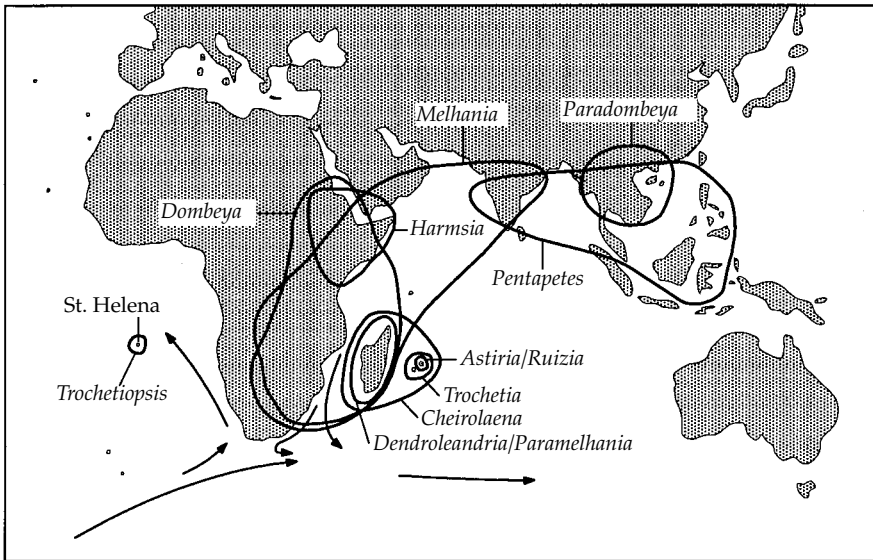 Melhania
Paradombeya
Dombeya
Harmsia
Pentapetes
St. Helena
Trochetiopsis
Astiria/Ruizia
Trochetia
Cheirolaena
Dendroleandria/Paramelhania